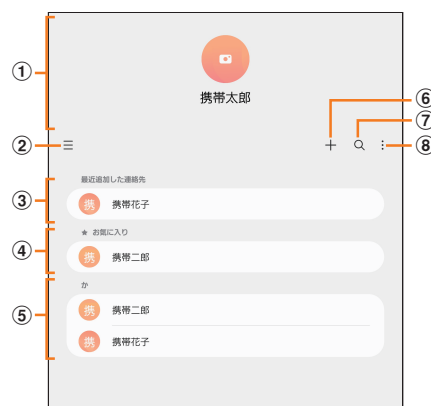 ①
携帯太郎
⑥
⑦
② ⑧
最近追加した連絡先
③ 携 携帯花子
★ お気に入り
④ 携 携帯二郎
か
⑤ 携 携帯二郎
携 携帯花子